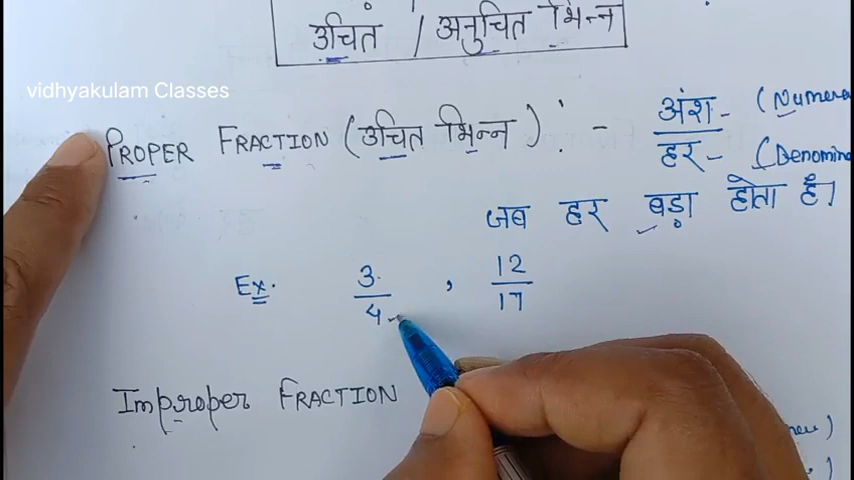 उचित / अनुचित भिन्न
vidhyakulam Classes
PROPER FRACTION (उचित भिन्न) : - अंश - (Numera
हर - (Denomina
जब हर बड़ा होता है।
Ex. 3/4 , 12/17
Improper FRACTION